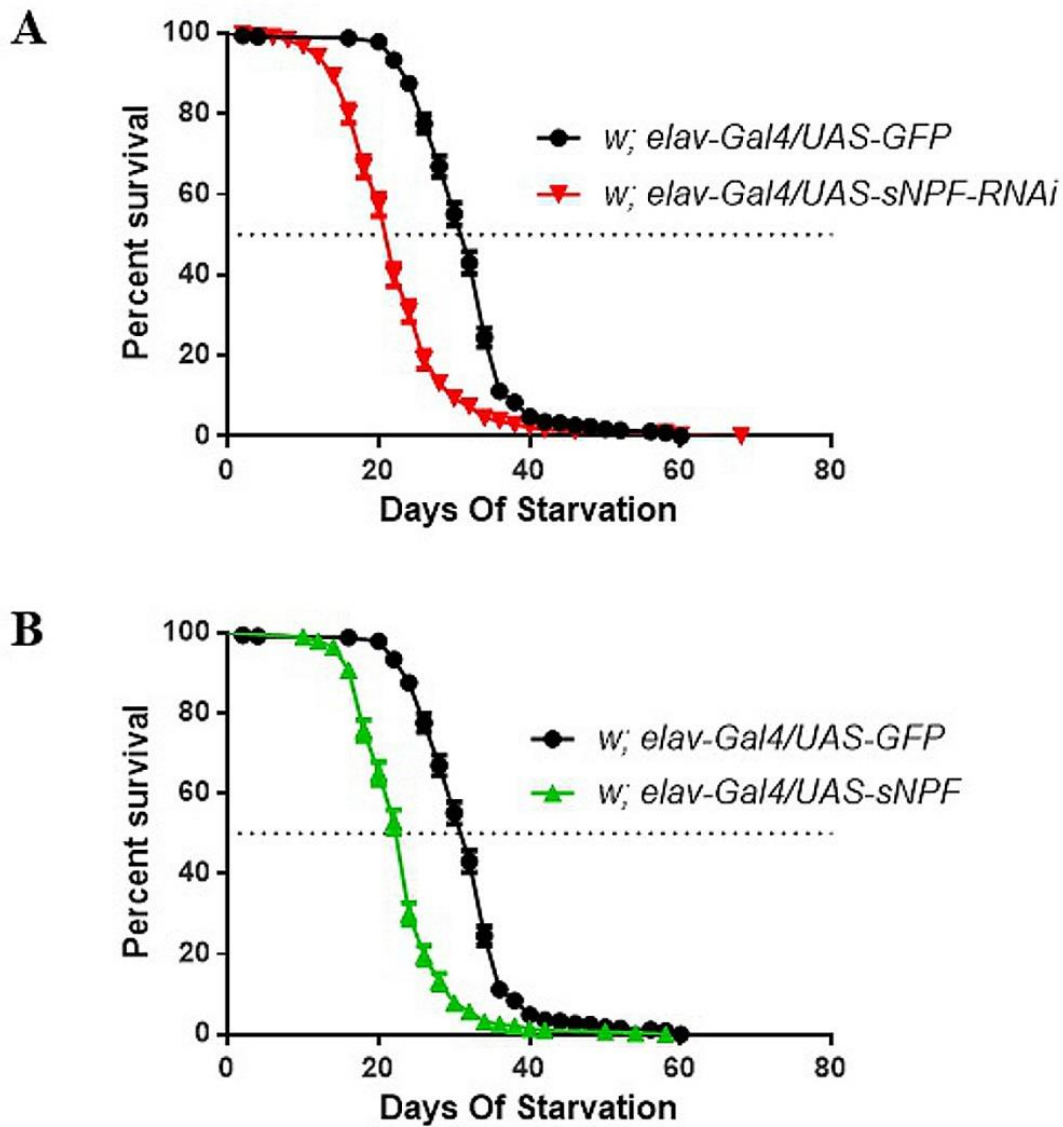 A
100
80
60
40
20
0
Percent survival
w; elav-Gal4/UAS-GFP
w; elav-Gal4/UAS-sNPF-RNAi
0 20 40 60 80
Days Of Starvation
B
100
80
60
40
20
0
Percent survival
w; elav-Gal4/UAS-GFP
w; elav-Gal4/UAS-sNPF
0 20 40 60 80
Days Of Starvation